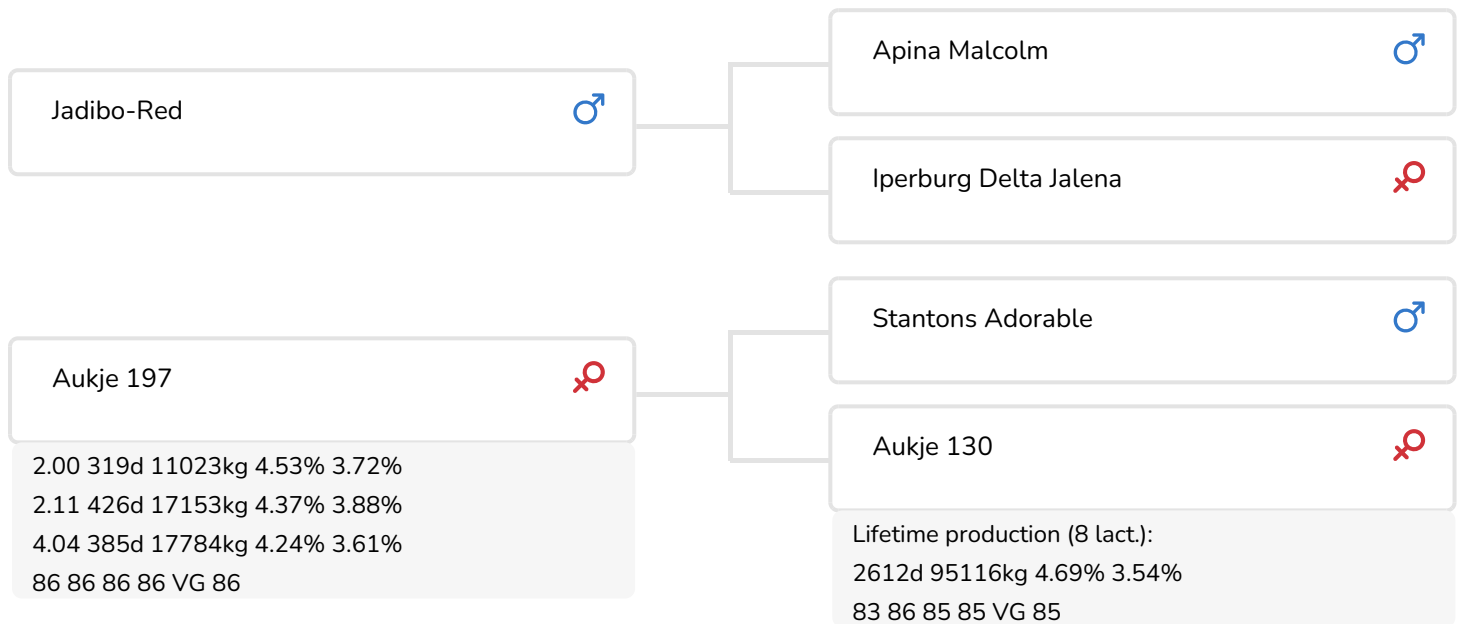 Jadibo-Red
Apina Malcolm
Iperburg Delta Jalena
Aukje 197
2.00 319d 11023kg 4.53% 3.72%
2.11 426d 17153kg 4.37% 3.88%
4.04 385d 17784kg 4.24% 3.61%
86 86 86 86 VG 86
Stantons Adorable
Aukje 130
Lifetime production (8 lact.):
2612d 95116kg 4.69% 3.54%
83 86 85 85 VG 85